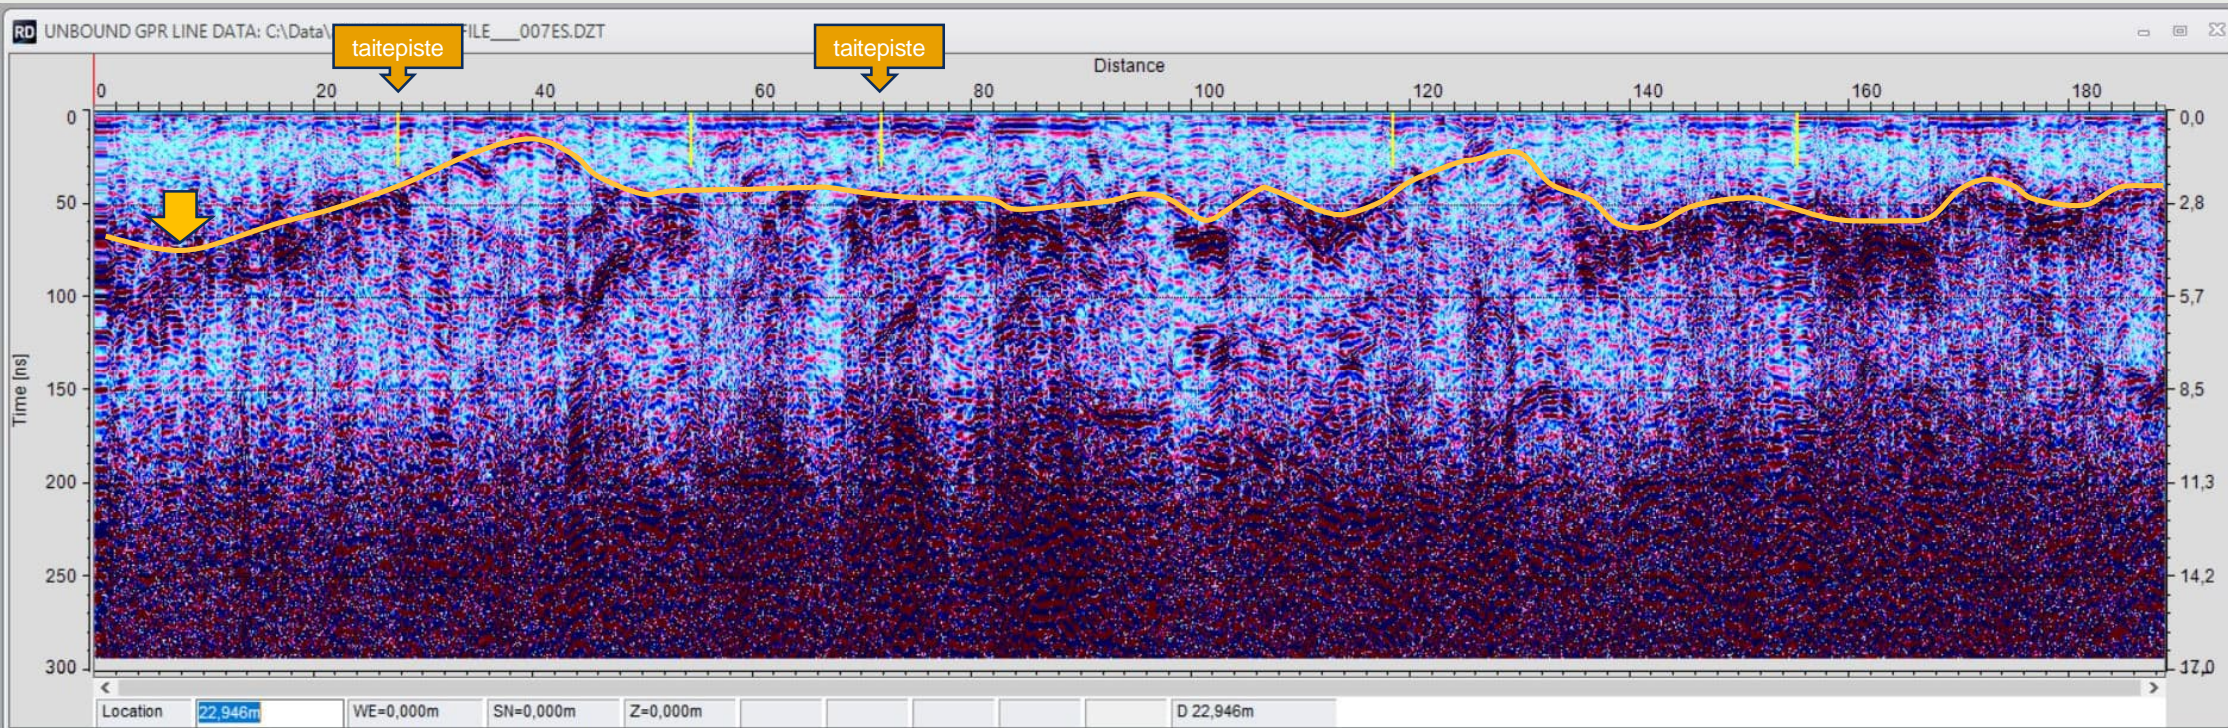 RD UNBOUND GPR LINE DATA: C:\Data\ FILE___007ES.DZT
taitepiste
taitepiste
Distance
0 20 40 60 80 100 120 140 160 180
0 0,0
50 2,8
100 5,7
150 8,5
200 11,3
250 14,2
300 17,0
Time [ns]
Location 22,946m WE=0,000m SN=0,000m Z=0,000m D 22,946m